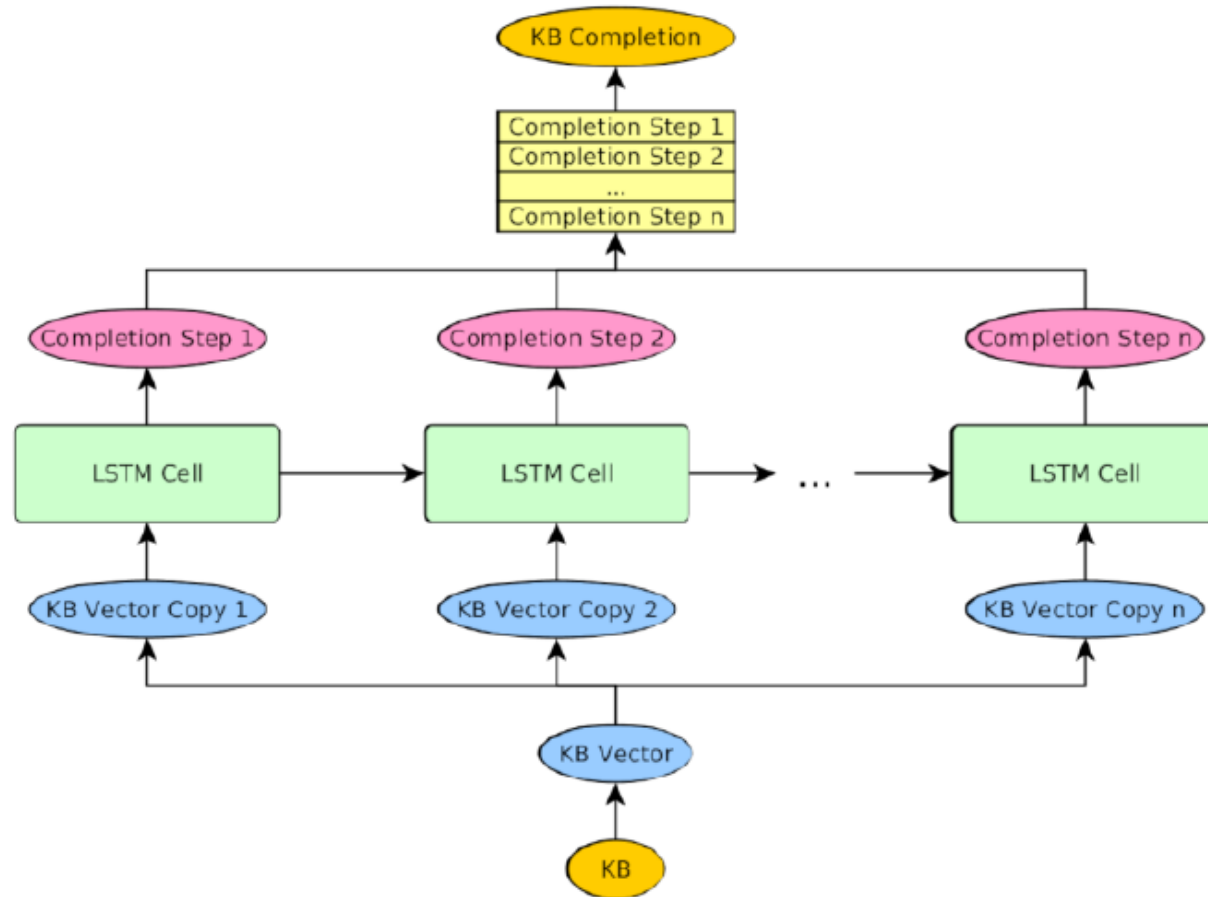 KB Completion
Completion Step 1
Completion Step 2
...
Completion Step n
Completion Step 1
Completion Step 2
Completion Step n
LSTM Cell
LSTM Cell
...
LSTM Cell
KB Vector Copy 1
KB Vector Copy 2
KB Vector Copy n
KB Vector
KB